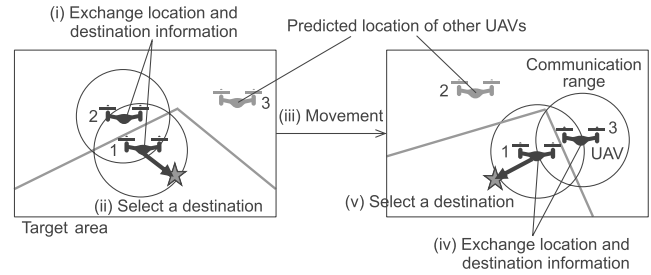 (i) Exchange location and
destination information
Predicted location of other UAVs
2
3
1
(ii) Select a destination
Target area
(iii) Movement
Communication
range
2
3
1
UAV
(v) Select a destination
(iv) Exchange location and
destination information